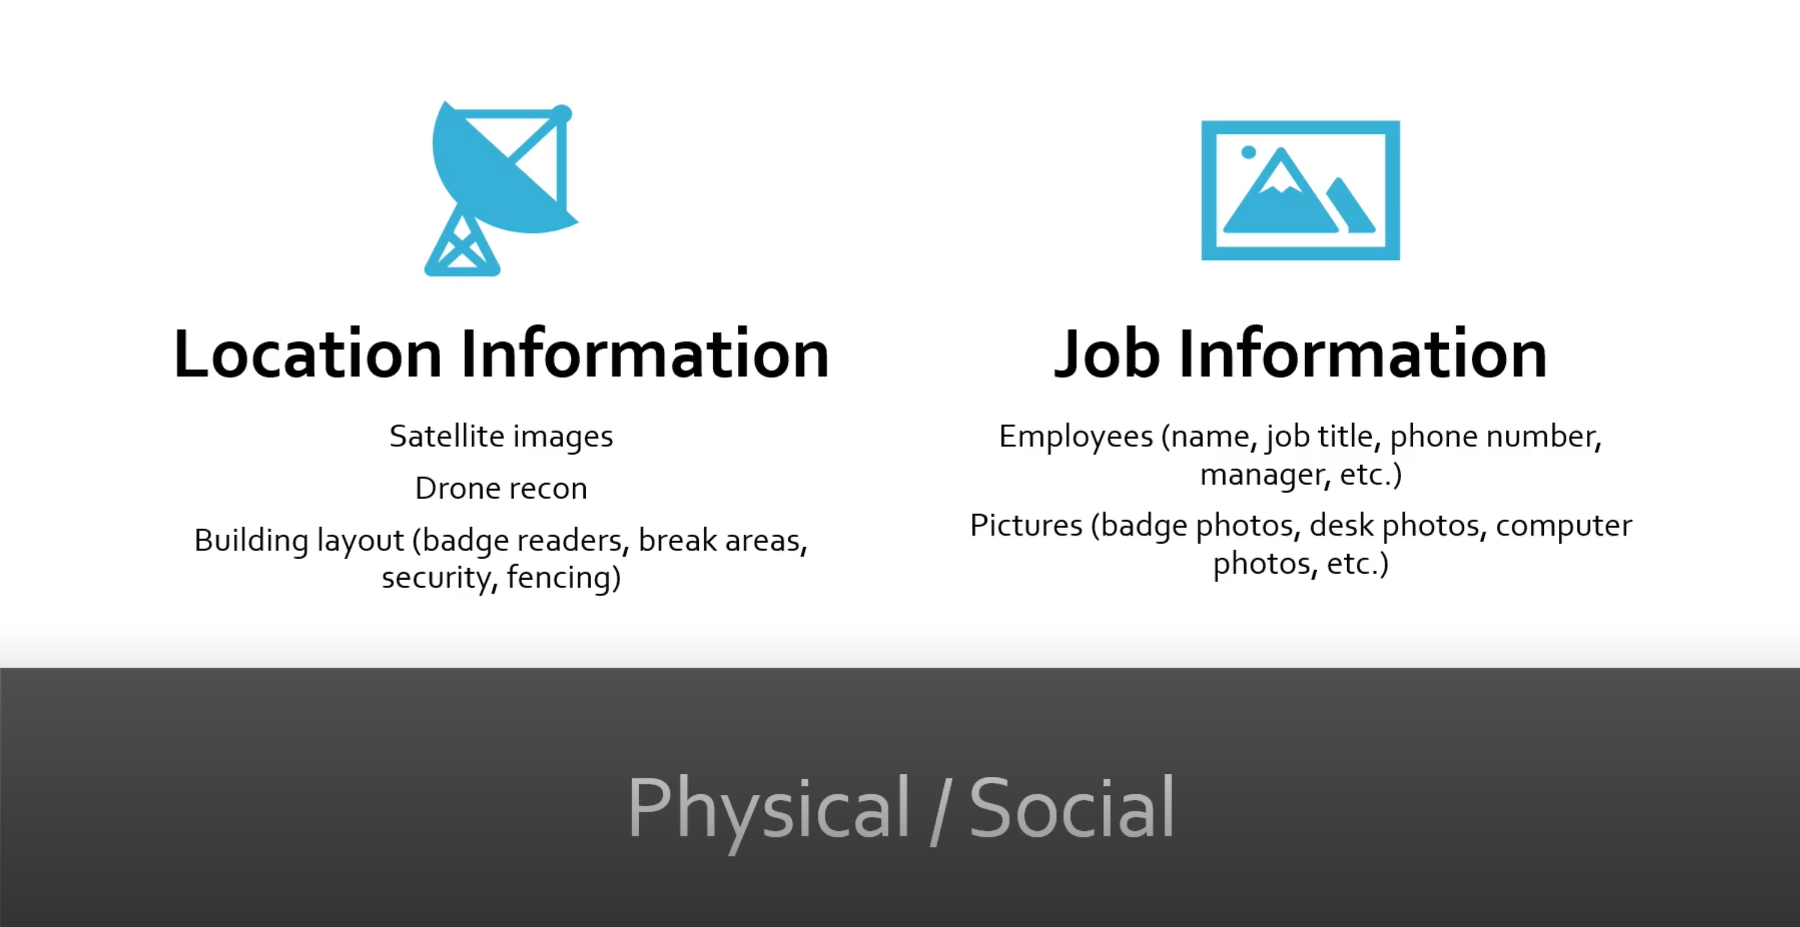 Location Information
Satellite images
Drone recon
Building layout (badge readers, break areas,
security, fencing)
Job Information
Employees (name, job title, phone number,
manager, etc.)
Pictures (badge photos, desk photos, computer
photos, etc.)
Physical / Social